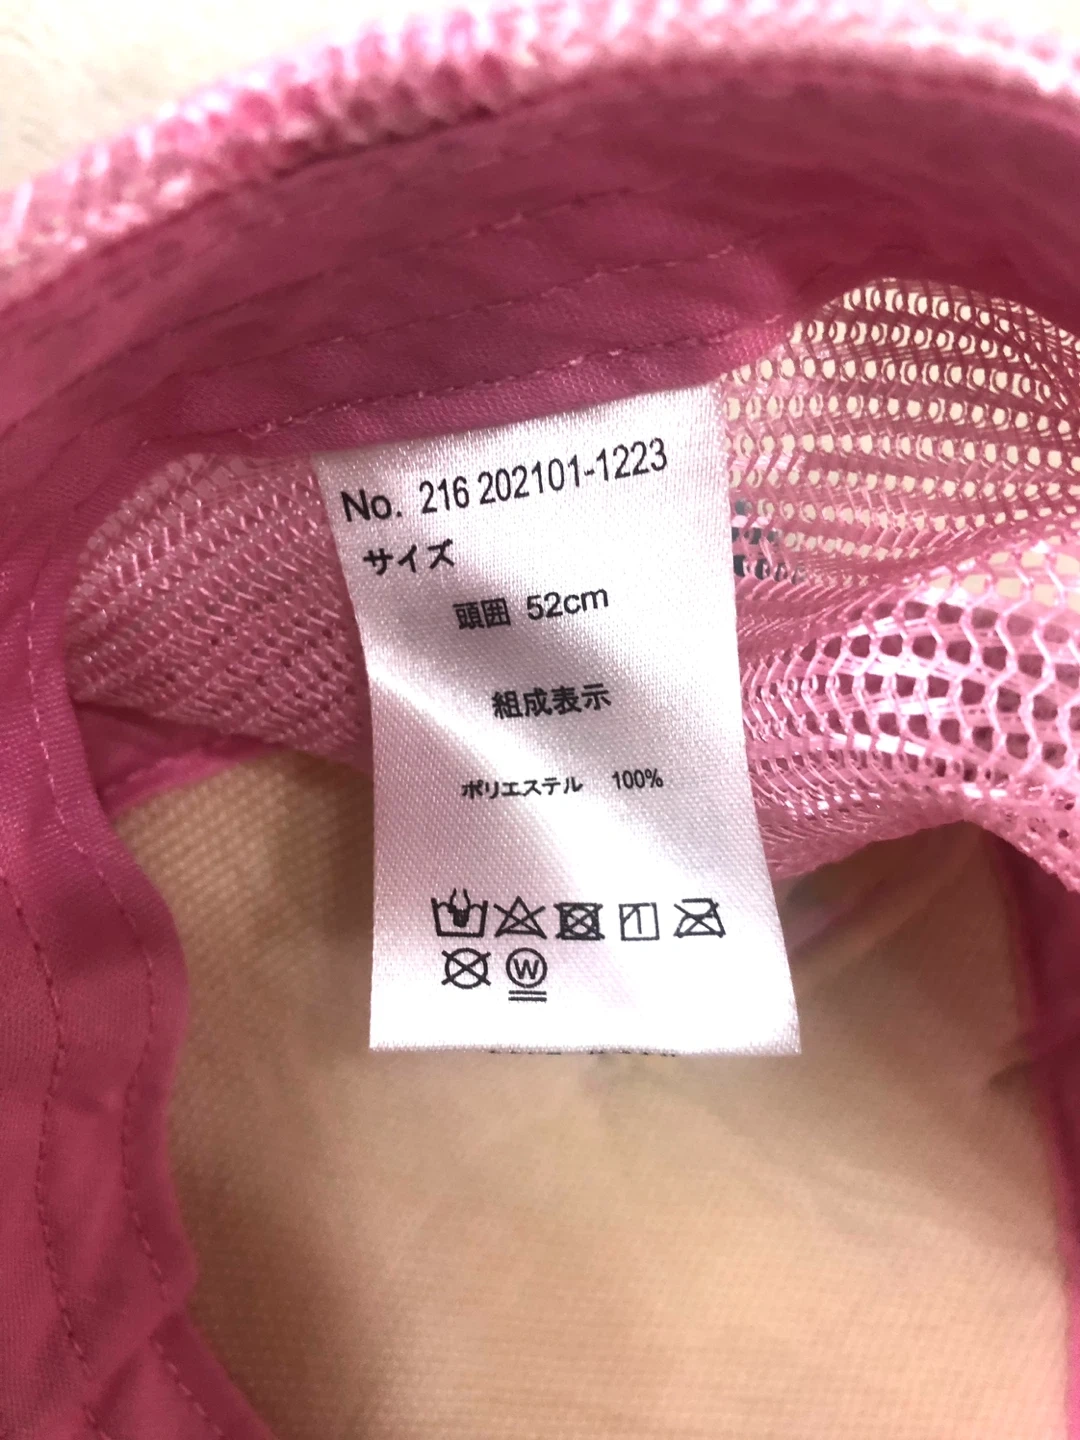 No. 216 202101-1223
サイズ
頭囲 52cm
組成表示
ポリエステル 100%
W